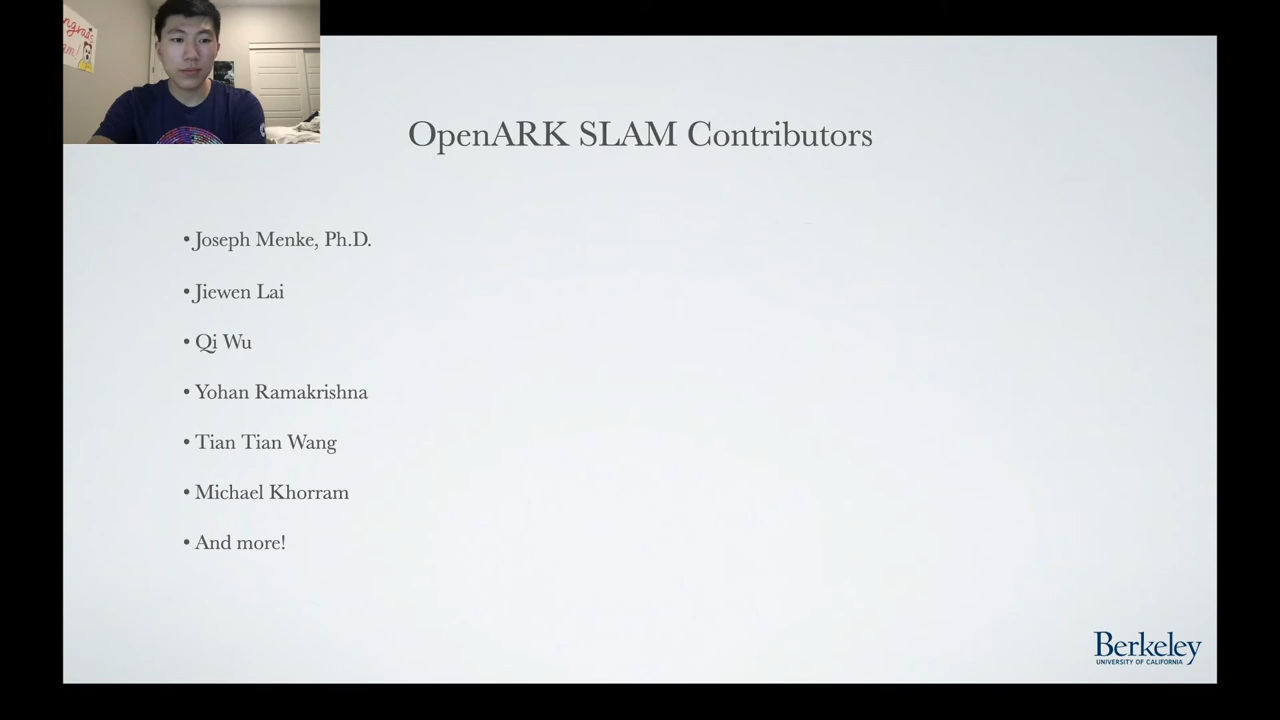 OpenARK SLAM Contributors
• Joseph Menke, Ph.D.
• Jiewen Lai
• Qi Wu
• Yohan Ramakrishna
• Tian Tian Wang
• Michael Khorram
• And more!
Berkeley
UNIVERSITY OF CALIFORNIA